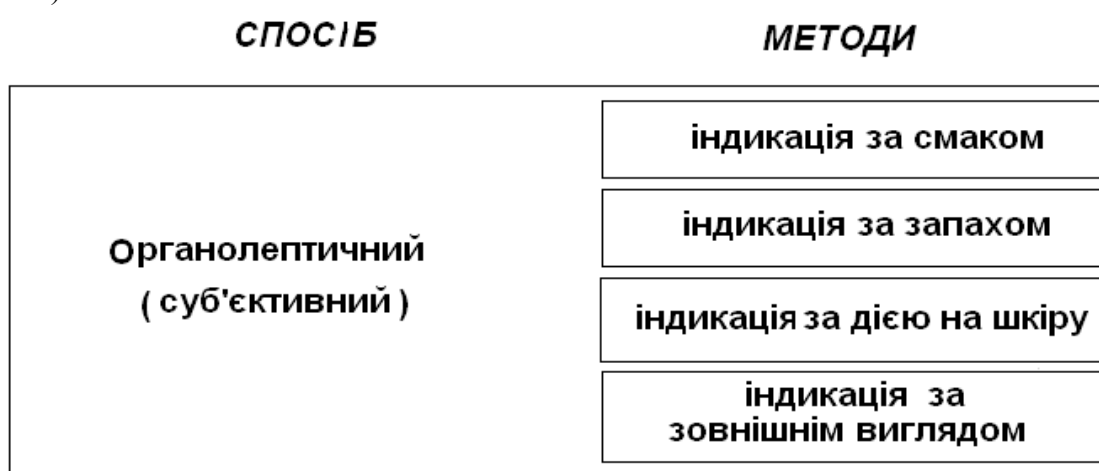 СПОСІБ МЕТОДИ
індикація за смаком
індикація за запахом
Органолептичний
( суб'єктивний )
індикація за дією на шкіру
індикація за
зовнішнім виглядом